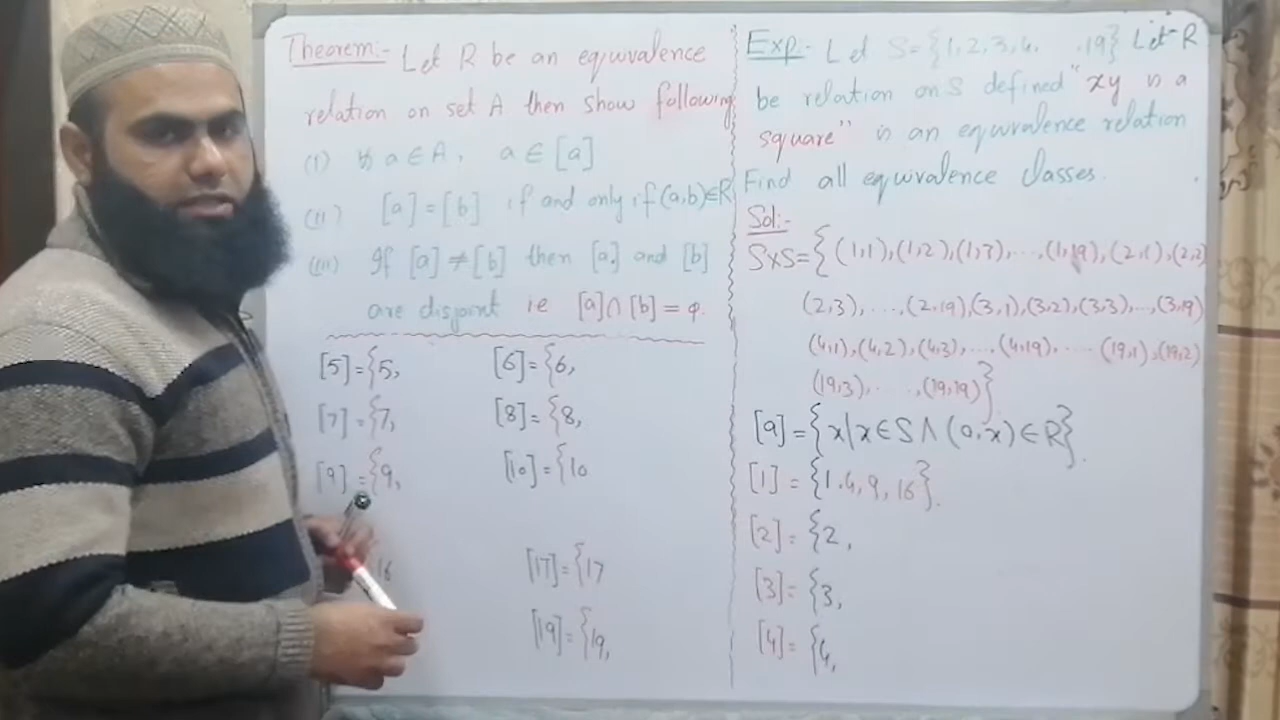 Theorem:- Let R be an equivalence
relation on set A then show following
(i) ∀ a ∈ A, a ∈ [a]
(ii) [a] = [b] if and only if (a,b) ∈ R
(iii) If [a] ≠ [b] then [a] and [b]
are disjoint ie [a] ∩ [b] = φ.
[5] = {5, [6] = {6,
[7] = {7, [8] = {8,
[9] = {9, [10] = {10
16 [17] = {17
[19] = {19,
Exp:- Let S = {1, 2, 3, 4, . .19} Let R
be relation on S defined "xy is a
square" is an equivalence relation
Find all equivalence classes.
Sol:-
S×S = { (1,1), (1,2), (1,3), ..., (1,19), (2,1), (2,2)
(2,3), ...., (2,19), (3,1), (3,2), (3,3), ..., (3,19)
(4,1), (4,2), (4,3), ..., (4,19), .... (19,1), (19,2)
(19,3), . . . , (19,19) }
[a] = {x | x ∈ S ∧ (a, x) ∈ R}.
[1] = {1, 4, 9, 16}.
[2] = {2,
[3] = {3,
[4] = {4,